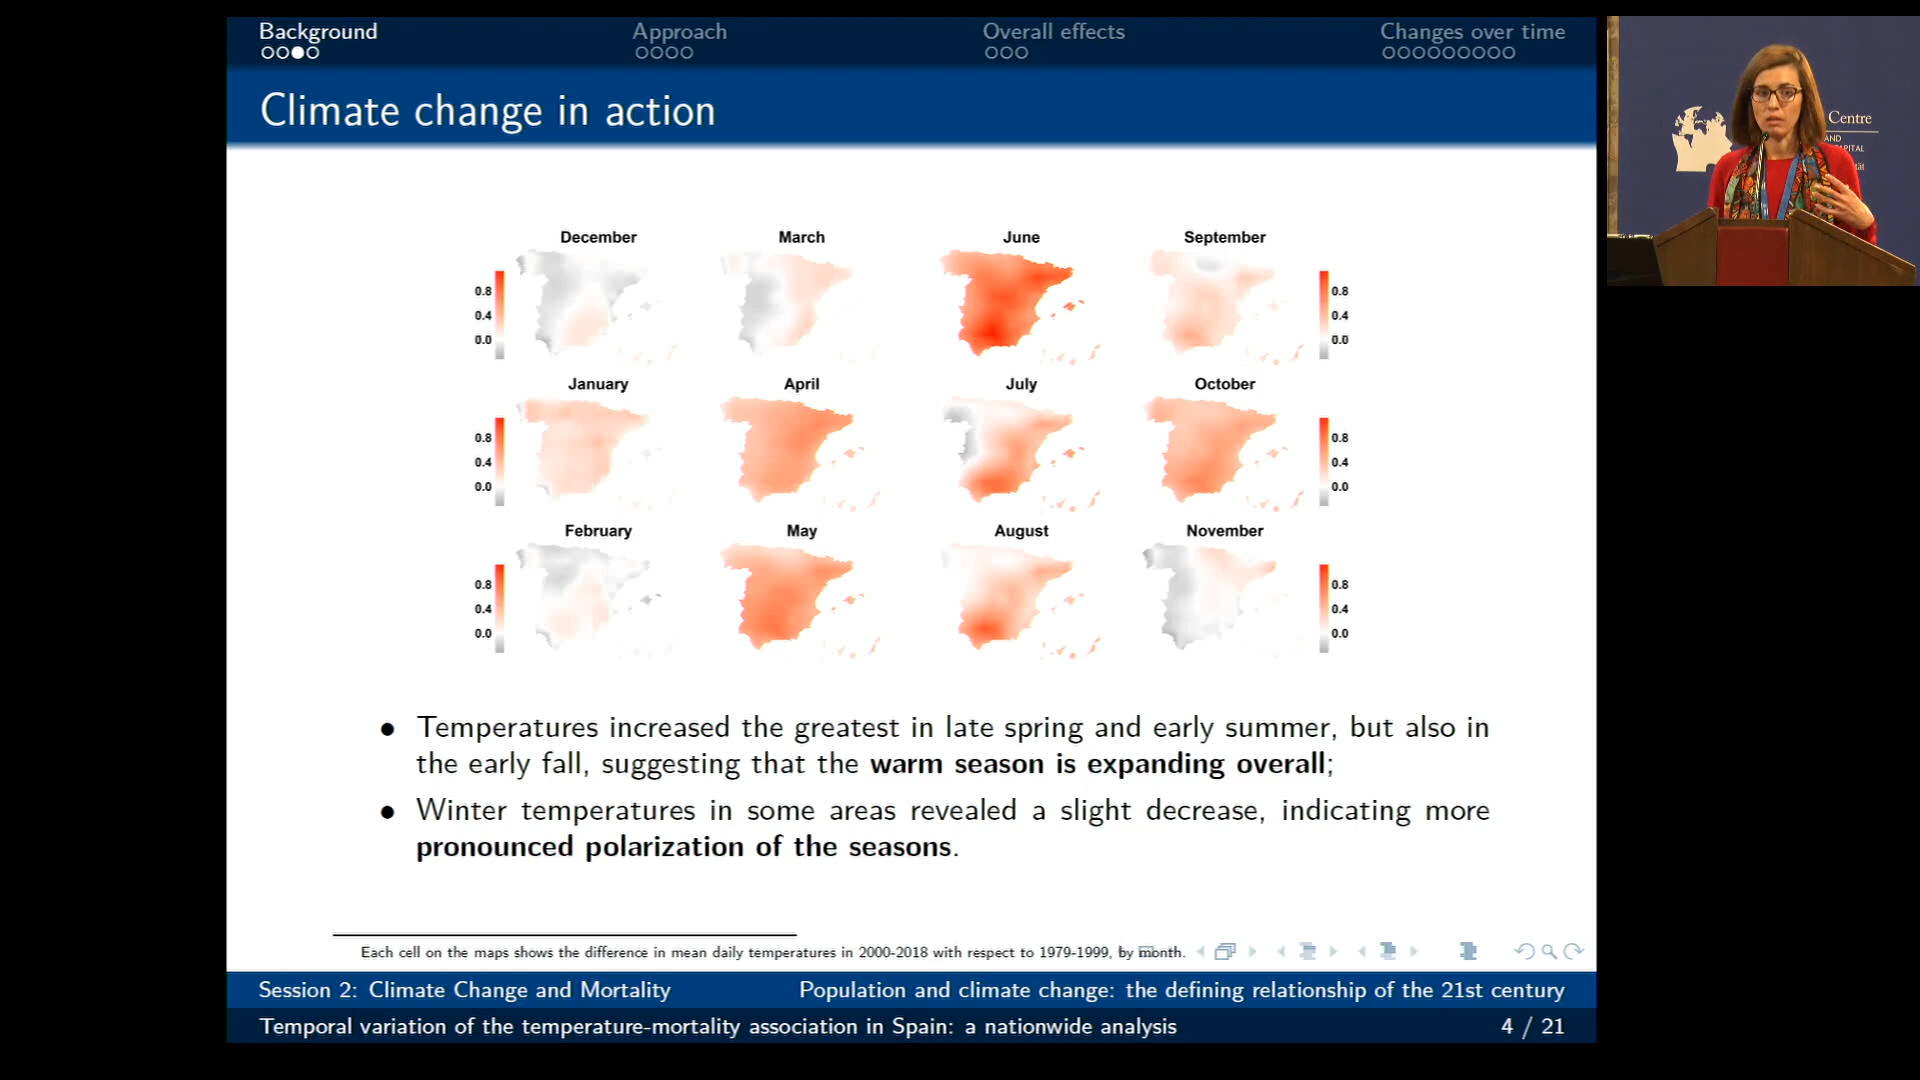 Background
Approach
Overall effects
Changes over time
Climate change in action
December
March
June
September
0.8
0.4
0.0
0.8
0.4
0.0
January
April
July
October
0.8
0.4
0.0
0.8
0.4
0.0
February
May
August
November
0.8
0.4
0.0
0.8
0.4
0.0
• Temperatures increased the greatest in late spring and early summer, but also in
the early fall, suggesting that the warm season is expanding overall;
• Winter temperatures in some areas revealed a slight decrease, indicating more
pronounced polarization of the seasons.
Each cell on the maps shows the difference in mean daily temperatures in 2000-2018 with respect to 1979-1999, by month.
Session 2: Climate Change and Mortality
Population and climate change: the defining relationship of the 21st century
Temporal variation of the temperature-mortality association in Spain: a nationwide analysis
4 / 21
Centre
AND